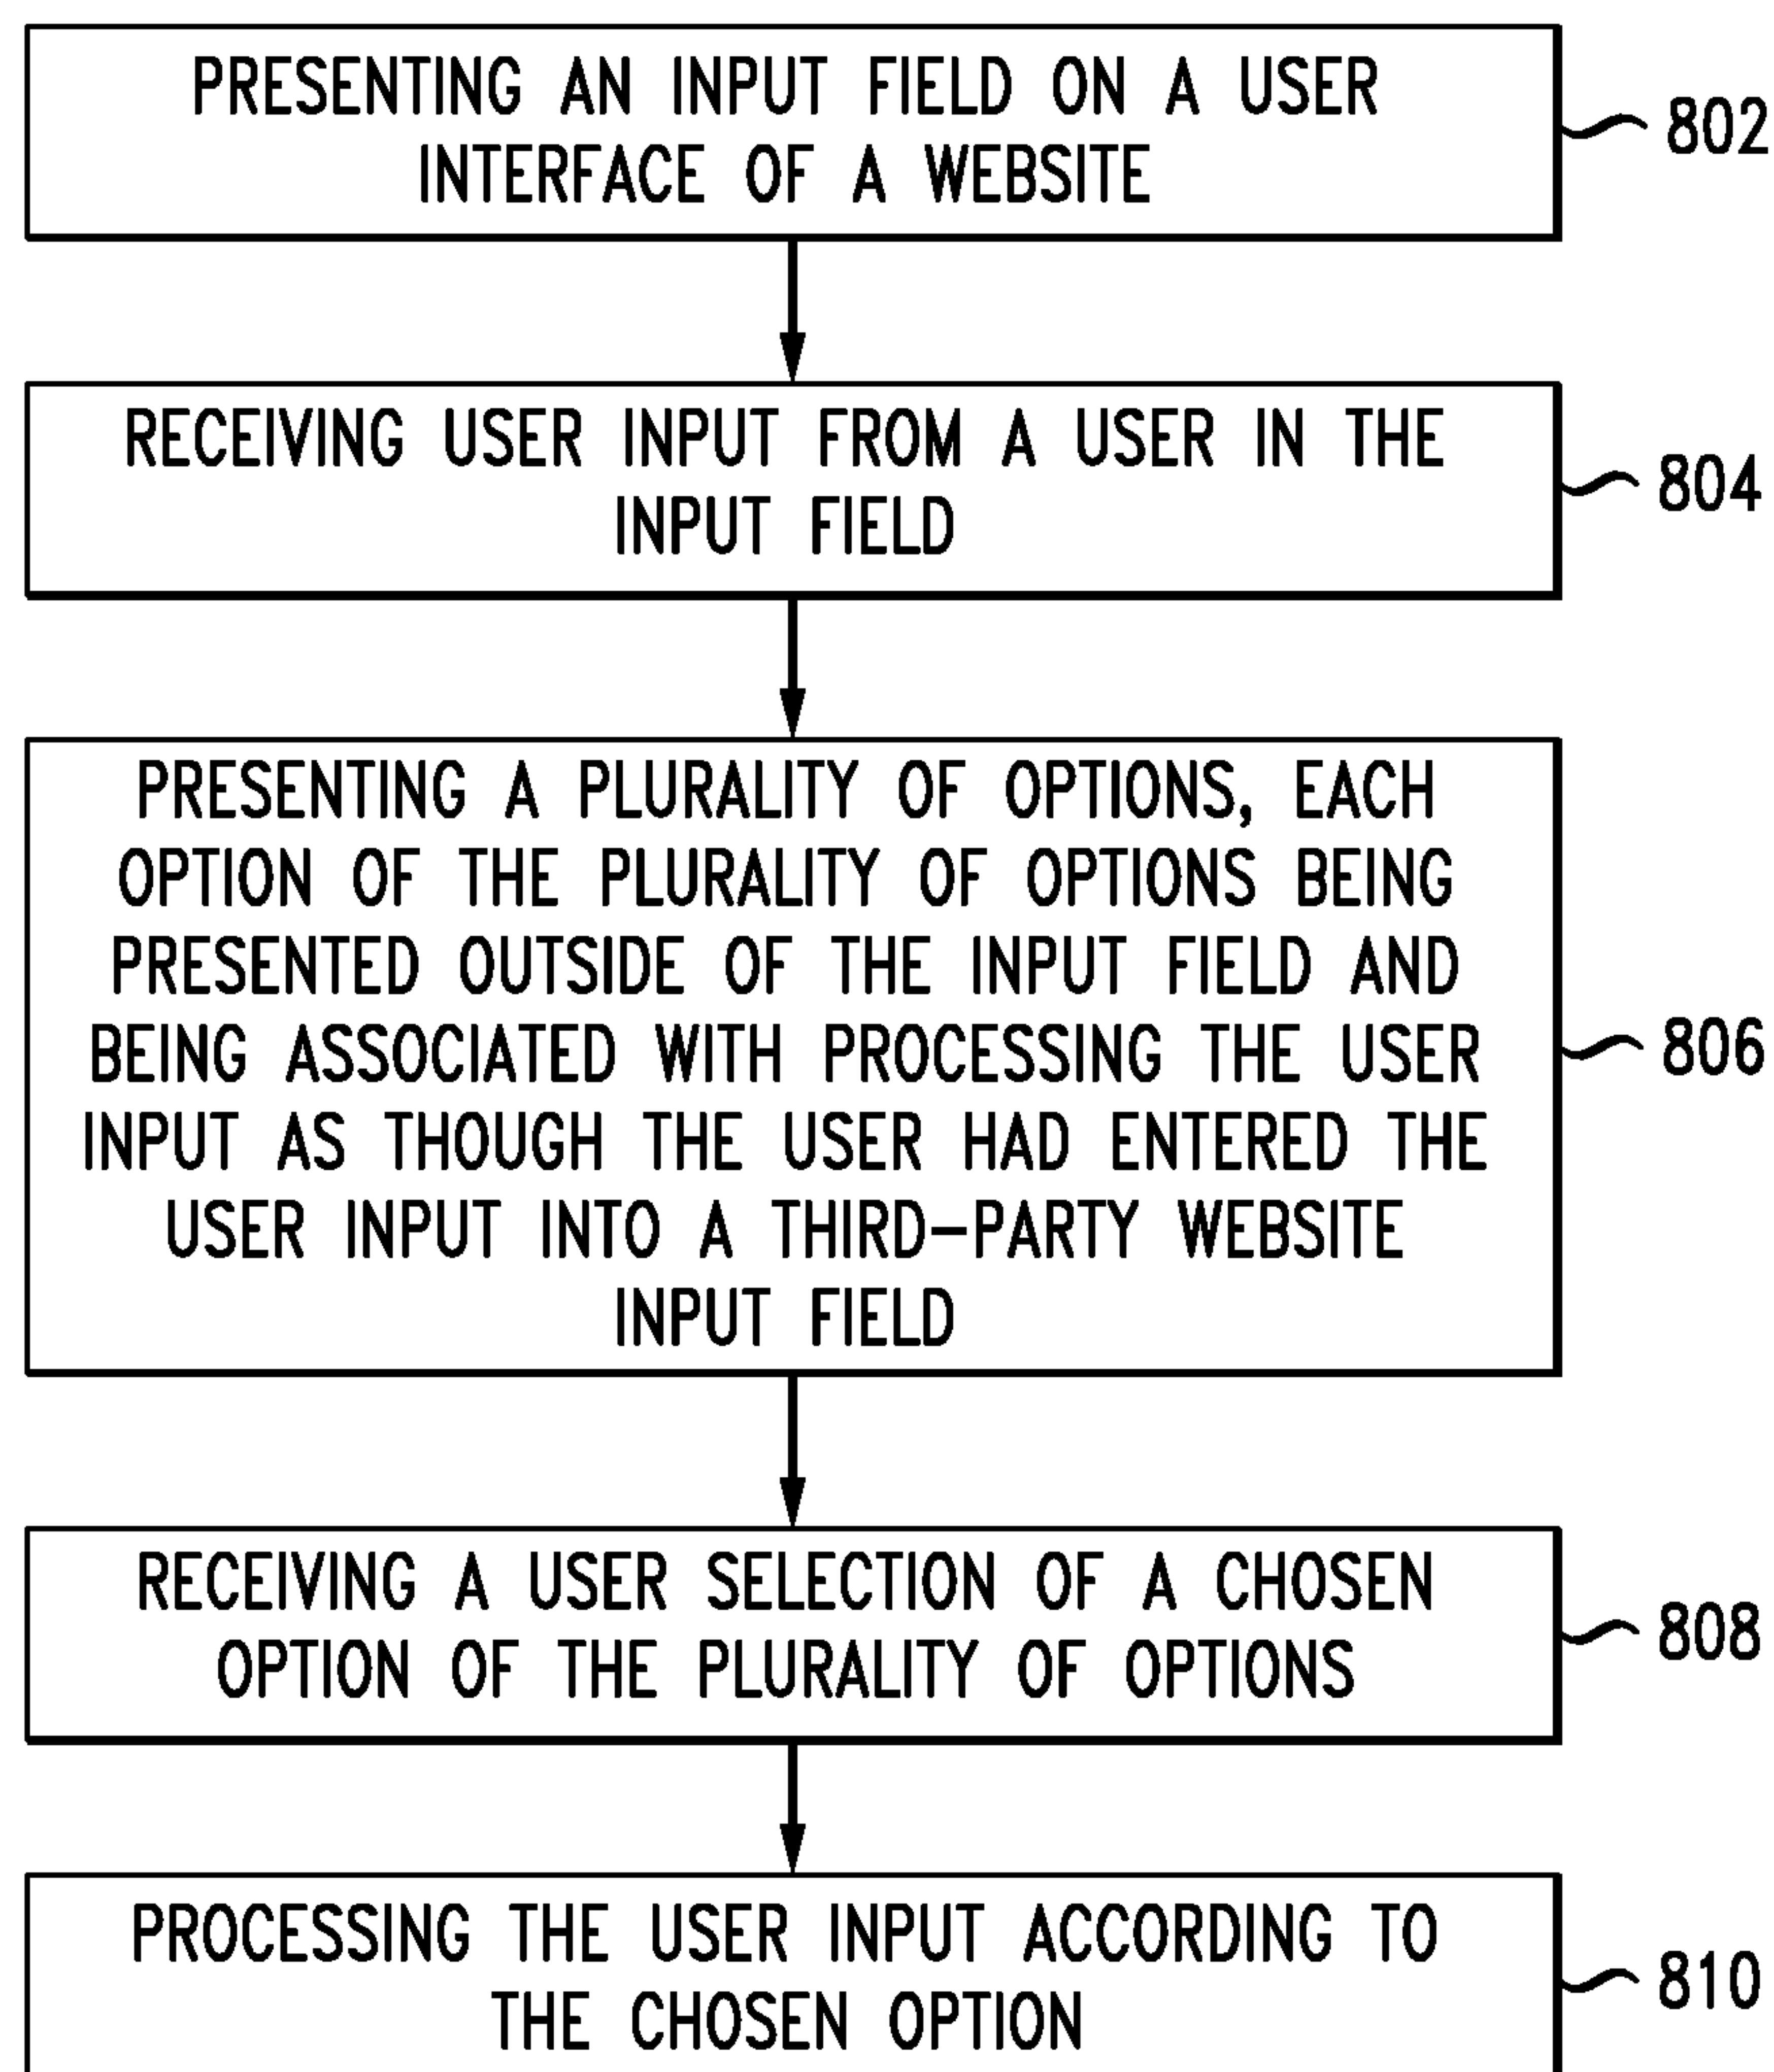 PRESENTING AN INPUT FIELD ON A USER
INTERFACE OF A WEBSITE
802
RECEIVING USER INPUT FROM A USER IN THE
INPUT FIELD
804
PRESENTING A PLURALITY OF OPTIONS, EACH
OPTION OF THE PLURALITY OF OPTIONS BEING
PRESENTED OUTSIDE OF THE INPUT FIELD AND
BEING ASSOCIATED WITH PROCESSING THE USER
INPUT AS THOUGH THE USER HAD ENTERED THE
USER INPUT INTO A THIRD-PARTY WEBSITE
INPUT FIELD
806
RECEIVING A USER SELECTION OF A CHOSEN
OPTION OF THE PLURALITY OF OPTIONS
808
PROCESSING THE USER INPUT ACCORDING TO
THE CHOSEN OPTION
810